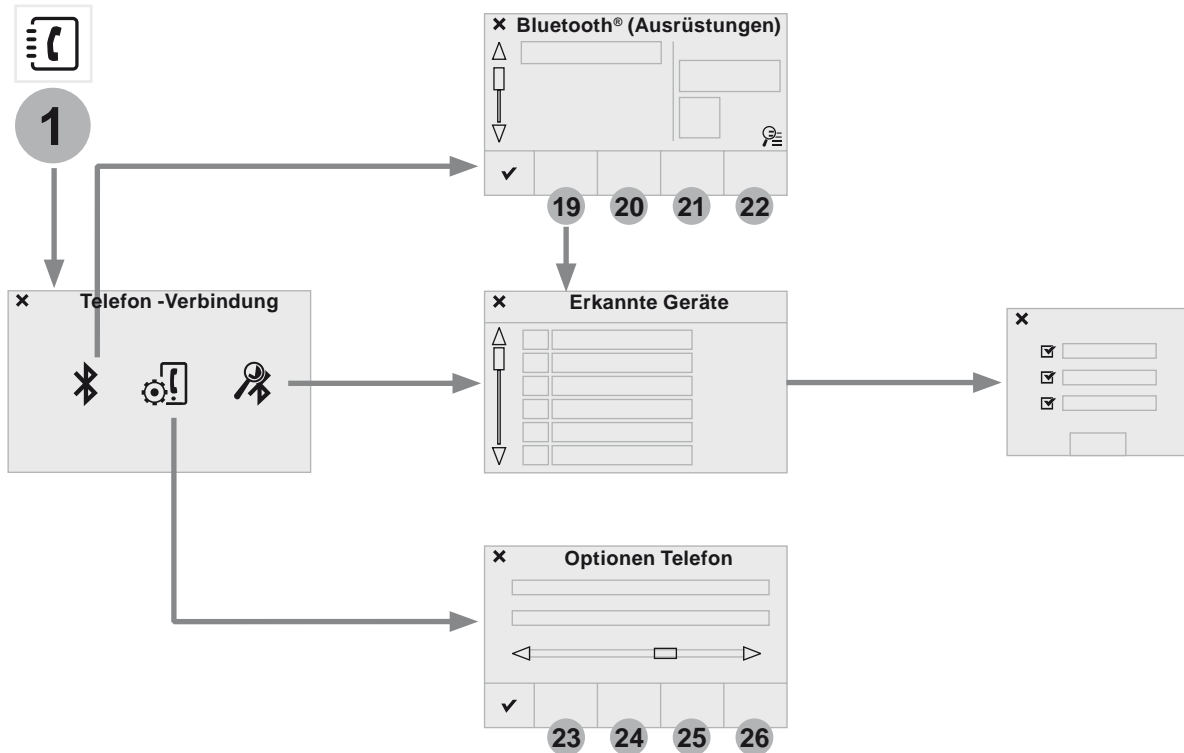 Bluetooth® (Ausrüstungen)
1
19 20 21 22
Telefon -Verbindung
Erkannte Geräte
Optionen Telefon
23 24 25 26